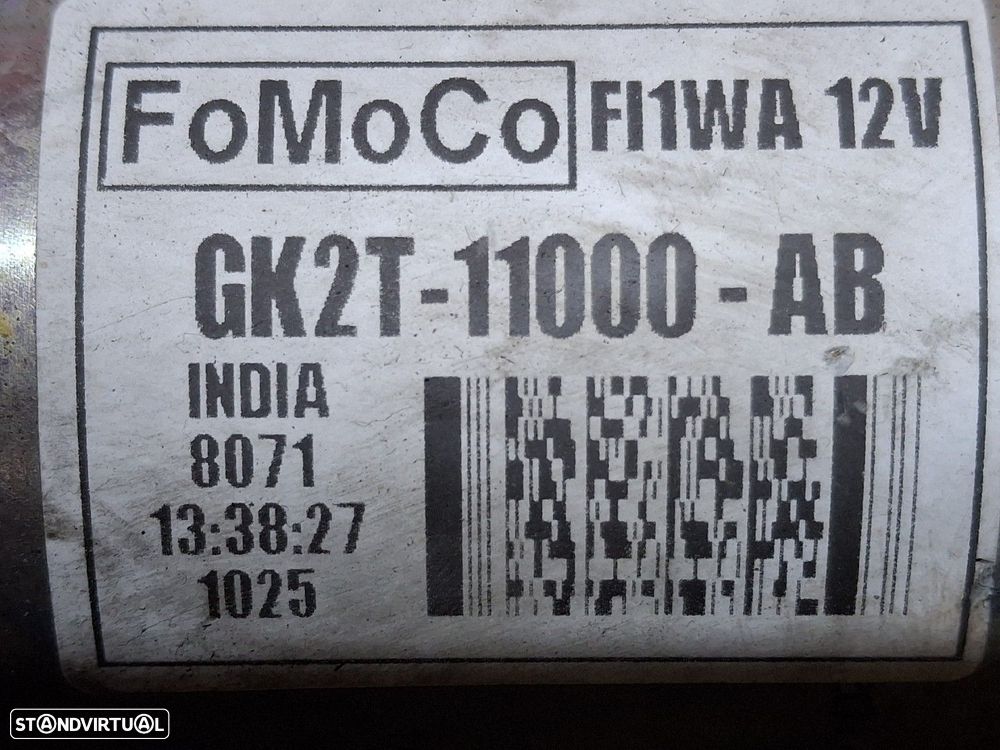 FoMoCo FI1WA 12V
GK2T-11000-AB
INDIA
8071
13:38:27
1025
STANDVIRTUAL